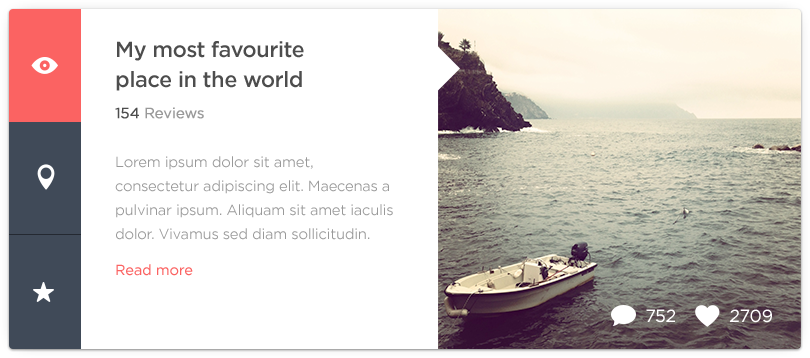 My most favourite
place in the world
154 Reviews
Lorem ipsum dolor sit amet,
consectetur adipiscing elit. Maecenas a
pulvinar ipsum. Aliquam sit amet iaculis
dolor. Vivamus sed diam sollicitudin.
Read more
752 2709